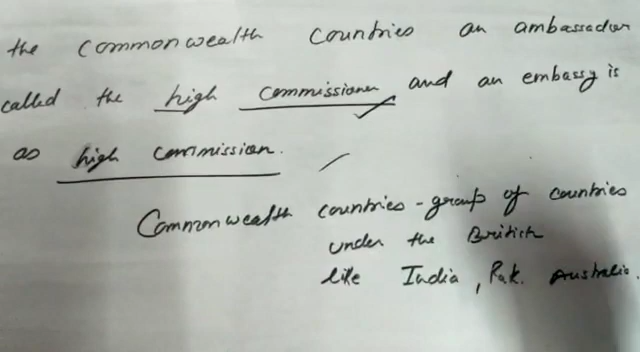 the Commonwealth Countries an ambassador
called the high commissioner and an embassy is
as high commission.
Commonwealth countries - group of countries
under the British
like India, Pak. Australia.